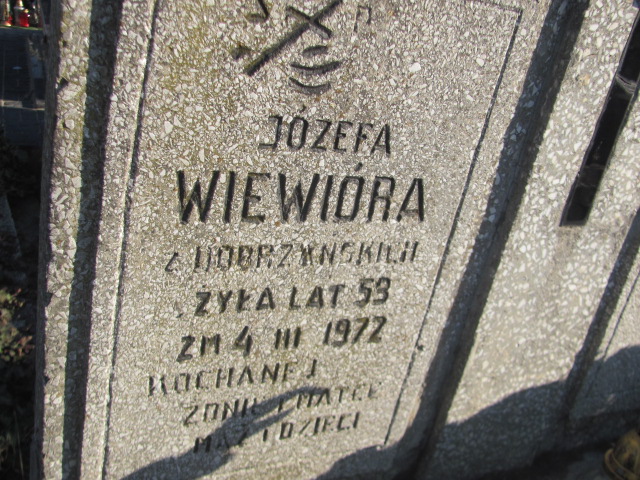 JÓZEFA
WIEWIÓRA
Z DOBRZYŃSKICH
ŻYŁA LAT 53
ZM 4 III 1972
KOCHANEJ
ŻONIE I MATCE
MĄŻ I DZIECI